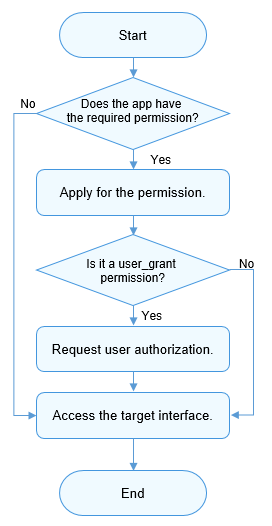 Start
No
Does the app have
the required permission?
Yes
Apply for the permission.
Is it a user_grant
permission?
No
Yes
Request user authorization.
Access the target interface.
End